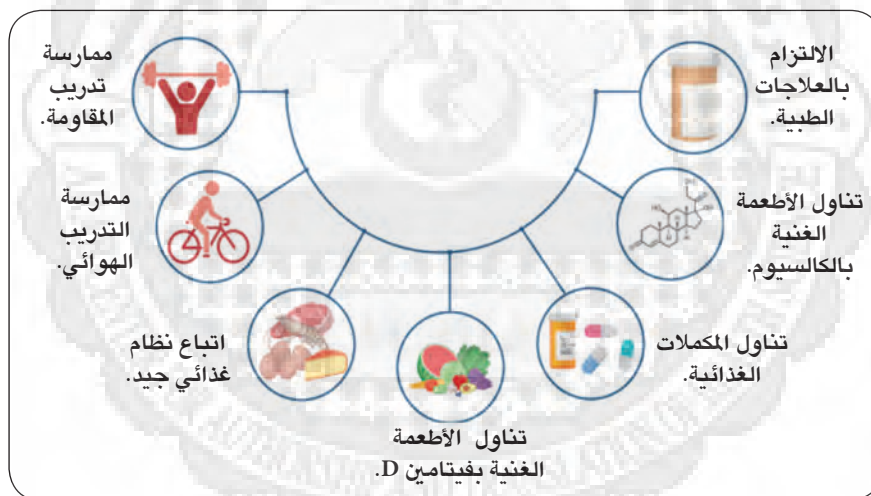 الالتزام
بالعلاجات
الطبية.
تناول الأطعمة
الغنية
بالكالسيوم.
تناول المكملات
الغذائية.
تناول الأطعمة
الغنية بفيتامين D.
اتباع نظام
غذائي جيد.
ممارسة
التدريب
الهوائي.
ممارسة
تدريب
المقاومة.